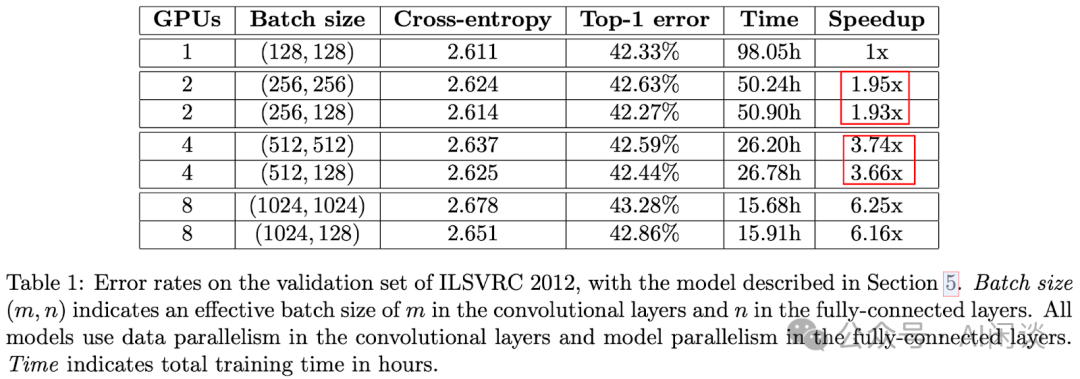 GPUs Batch size Cross-entropy Top-1 error Time Speedup
1 (128, 128) 2.611 42.33% 98.05h 1x
2 (256, 256) 2.624 42.63% 50.24h 1.95x
2 (256, 128) 2.614 42.27% 50.90h 1.93x
4 (512, 512) 2.637 42.59% 26.20h 3.74x
4 (512, 128) 2.625 42.44% 26.78h 3.66x
8 (1024, 1024) 2.678 43.28% 15.68h 6.25x
8 (1024, 128) 2.651 42.86% 15.91h 6.16x
Table 1: Error rates on the validation set of ILSVRC 2012, with the model described in Section 5. Batch size
(m, n) indicates an effective batch size of m in the convolutional layers and n in the fully-connected layers. All
models use data parallelism in the convolutional layers and model parallelism in the fully-connected layers.
Time indicates total training time in hours.
公众号 · AI闲谈